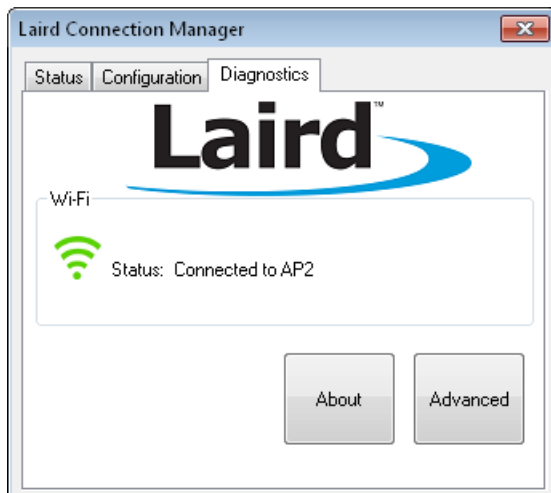 Laird Connection Manager
Status Configuration Diagnostics
Laird™
Wi-Fi
Status: Connected to AP2
About Advanced